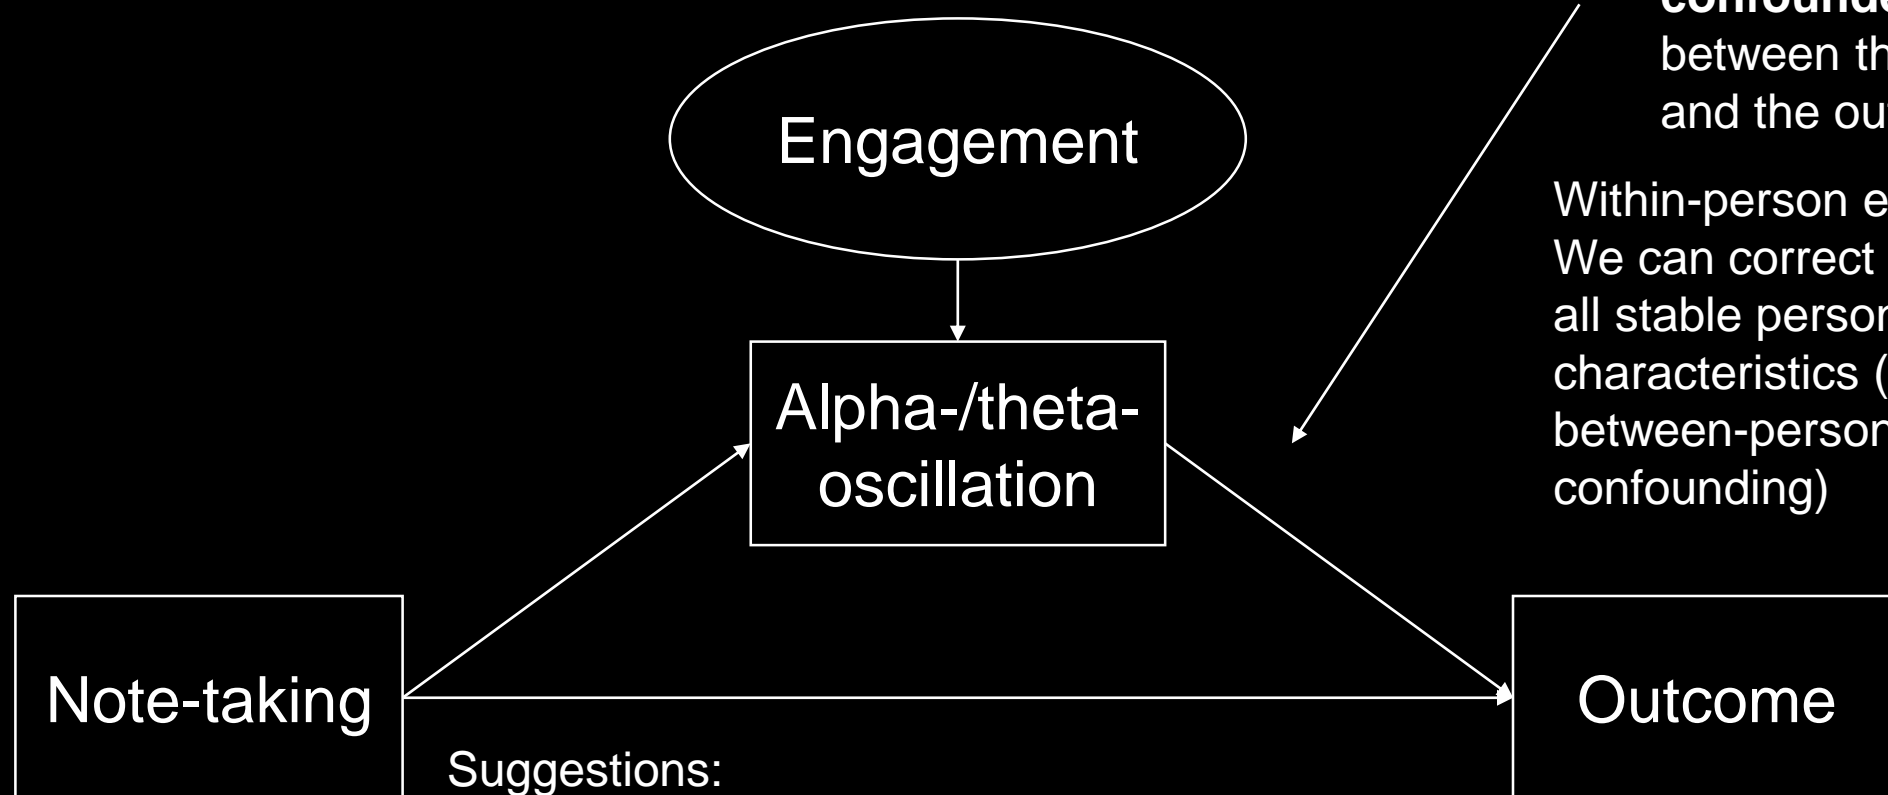 between th
and the ou
Engagement
Within-person e
We can correct
all stable person
characteristics (
between-person
confounding)
Alpha-/theta-
oscillation
Note-taking
Outcome
Suggestions: